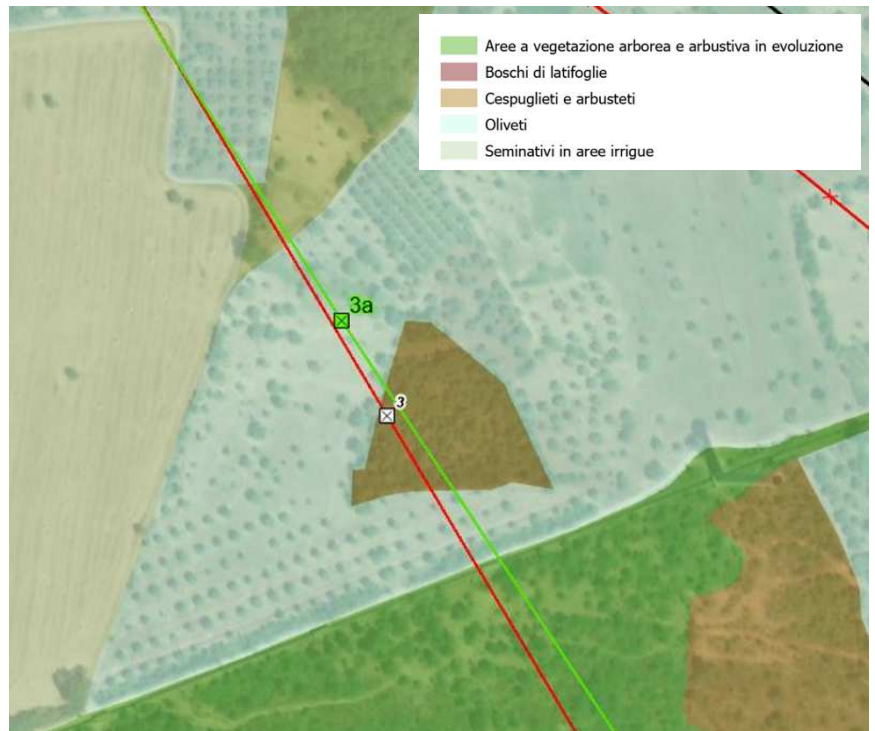 Aree a vegetazione arborea e arbustiva in evoluzione
Boschi di latifoglie
Cespuglieti e arbusteti
Oliveti
Seminativi in aree irrigue
3a
3